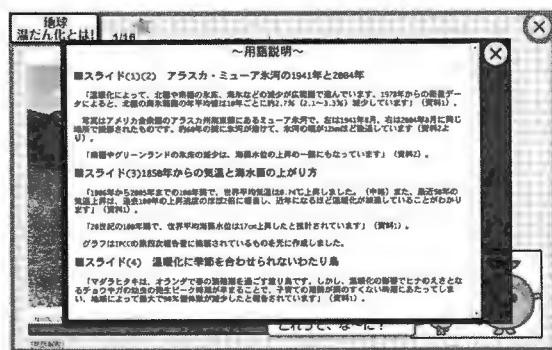 地球
温だん化とは!
1/16
～用語説明～
■スライド(1)(2) アラスカ・ミューア氷河の1941年と2004年
「温暖化によって、北極や南極の氷床、海氷などの減少が広範囲で進んでいます。1978年からの衛星デー
タによると、北極の海氷範囲の年平均値は10年ごとに約2.7%(2.1～3.3%)減少しています」(資料1)。
写真はアメリカ合衆国のアラスカ州南東部にあるミューア氷河で、左は1941年8月、右は2004年8月に同じ
地点で撮影されたものです。約60年の間に氷河が溶けて、氷河の端が12kmほど後退しています(資料2よ
り)。
「南極やグリーンランドの氷床の減少は、海面水位の上昇の一因にもなっています」(資料2)。
■スライド(3)1850年からの気温と海水面の上がり方
「1906年から2005年までの100年間で、世界平均気温は0.74℃上昇しました。(中略)また、最近50年の
気温上昇は、過去100年の上昇速度のほぼ2倍に相当し、近年になるほど温暖化が加速していることがわかり
ます」(資料1)。
「20世紀の100年間で、世界平均海面水位は17cm上昇したと推計されています」(資料1)。
グラフはIPCCの第四次報告書に掲載されているものを元に作成しました。
■スライド(4) 温暖化に季節を合わせられないわたり鳥
「マダラヒタキは、オランダで春の繁殖期を過ごす渡り鳥です。しかし、温暖化の影響でヒナのえさとな
るチョウやガの幼虫の発生ピーク時期が早まることで、子育ての時期が餌のすくない時期にあたってしま
い、地域によって最大で90%個体数が減少したと報告されています」(資料1)。
これって、な～に？